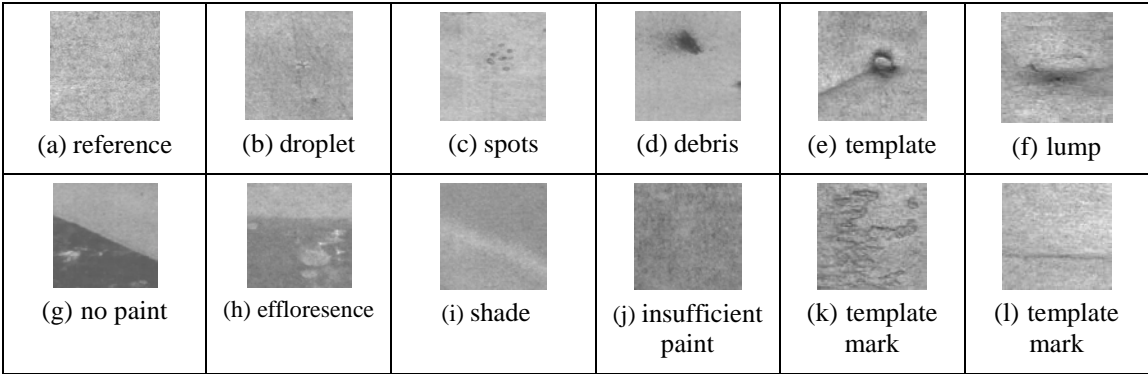 (a) reference
(b) droplet
(c) spots
(d) debris
(e) template
(f) lump
(g) no paint
(h) effloresence
(i) shade
(j) insufficient
paint
(k) template
mark
(l) template
mark